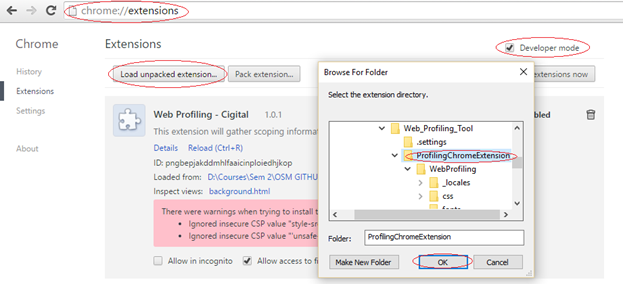 chrome://extensions
Chrome
History
Extensions
Settings
About
Extensions
Developer mode
Load unpacked extension...
Pack extension...
extensions now
Web Profiling - Cigital 1.0.1
This extension will gather scoping informa
Details Reload (Ctrl+R)
Loaded from: D:\Courses\Sem 2\OSM GITHU
Inspect views: background.html
There were warnings when trying to install t
Ignored insecure CSP value "style-sr
Ignored insecure CSP value "'unsafe
Allow in incognito
Allow access to fi
bled
Browse For Folder
Select the extension directory.
Web_Profiling_Tool
.settings
ProfilingChromeExtension
WebProfiling
_locales
css
fonts
Folder: ProfilingChromeExtension
Make New Folder
OK
Cancel